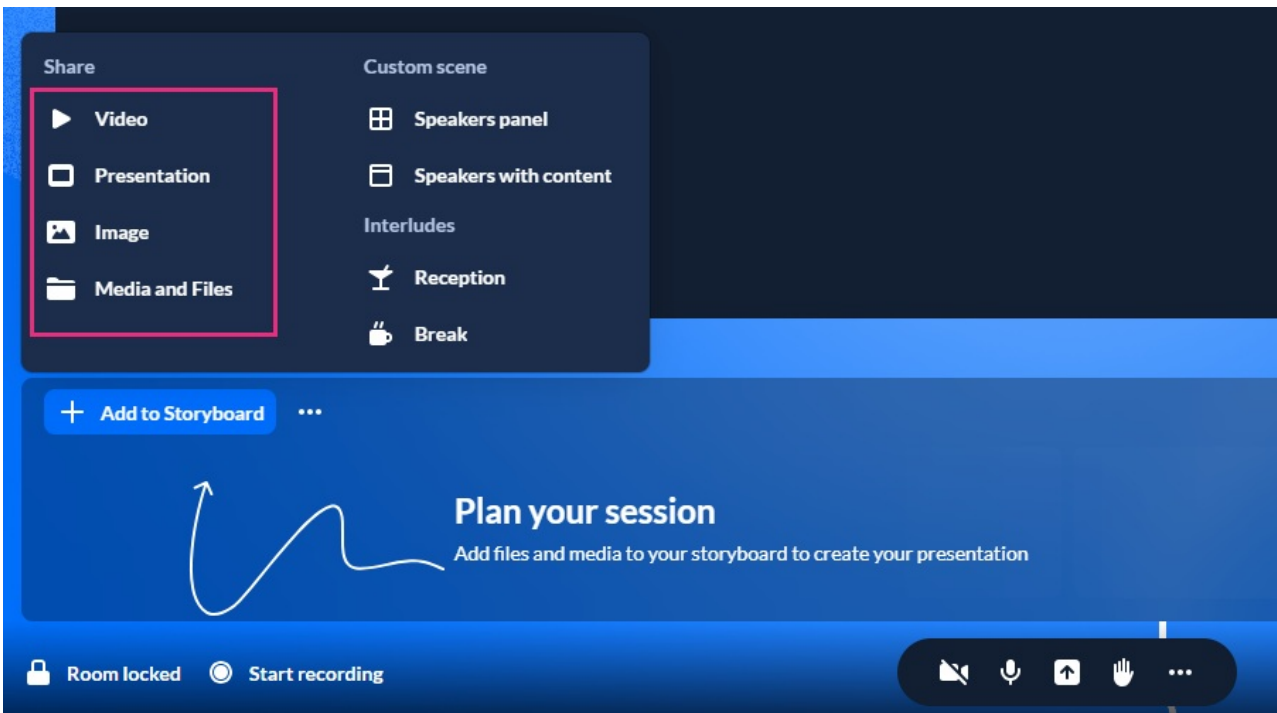 Share
Video
Presentation
Image
Media and Files
Custom scene
Speakers panel
Speakers with content
Interludes
Reception
Break
Add to Storyboard
Plan your session
Add files and media to your storyboard to create your presentation
Room locked
Start recording